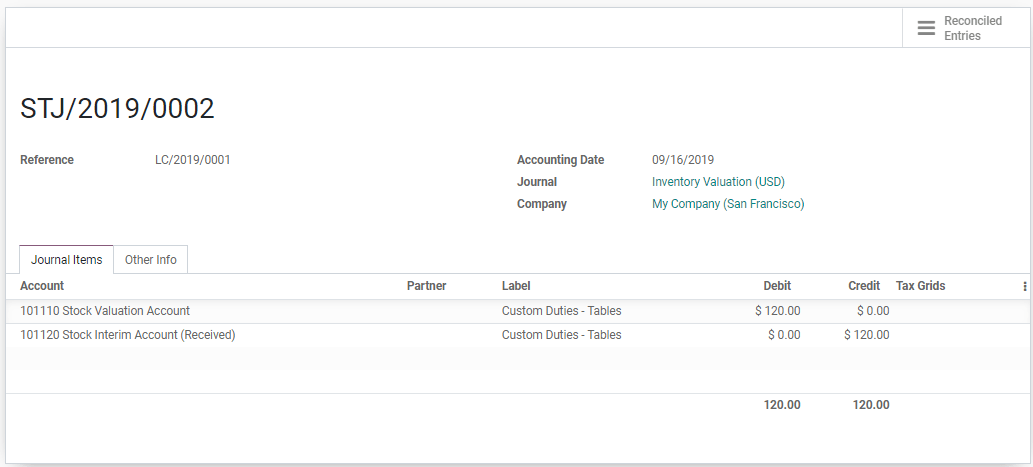 Reconciled
Entries
STJ/2019/0002
Reference LC/2019/0001 Accounting Date 09/16/2019
Journal Inventory Valuation (USD)
Company My Company (San Francisco)
Journal Items Other Info
Account Partner Label Debit Credit Tax Grids
101110 Stock Valuation Account Custom Duties - Tables $ 120.00 $ 0.00
101120 Stock Interim Account (Received) Custom Duties - Tables $ 0.00 $ 120.00
120.00 120.00